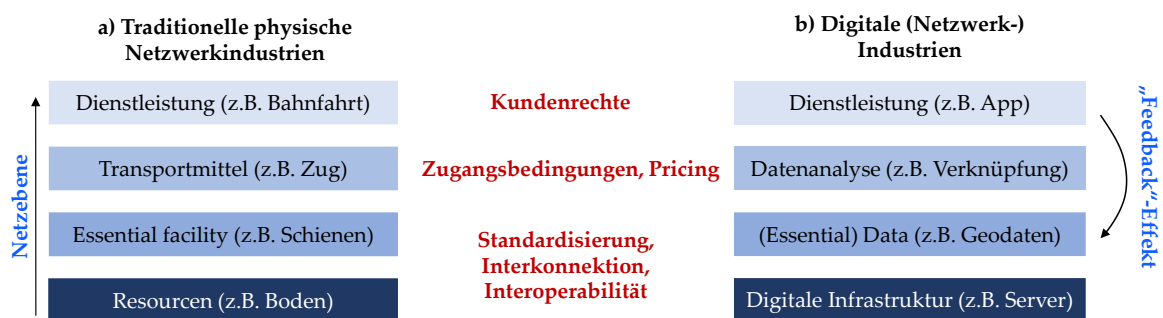 a) Traditionelle physische
Netzwerkindustrien
Netzebene
Dienstleistung (z.B. Bahnfahrt)
Transportmittel (z.B. Zug)
Essential facility (z.B. Schienen)
Resourcen (z.B. Boden)
Kundenrechte
Zugangsbedingungen, Pricing
Standardisierung,
Interkonnektion,
Interoperabilität
b) Digitale (Netzwerk-)
Industrien
Dienstleistung (z.B. App)
Datenanalyse (z.B. Verknüpfung)
(Essential) Data (z.B. Geodaten)
Digitale Infrastruktur (z.B. Server)
„Feedback“-Effekt